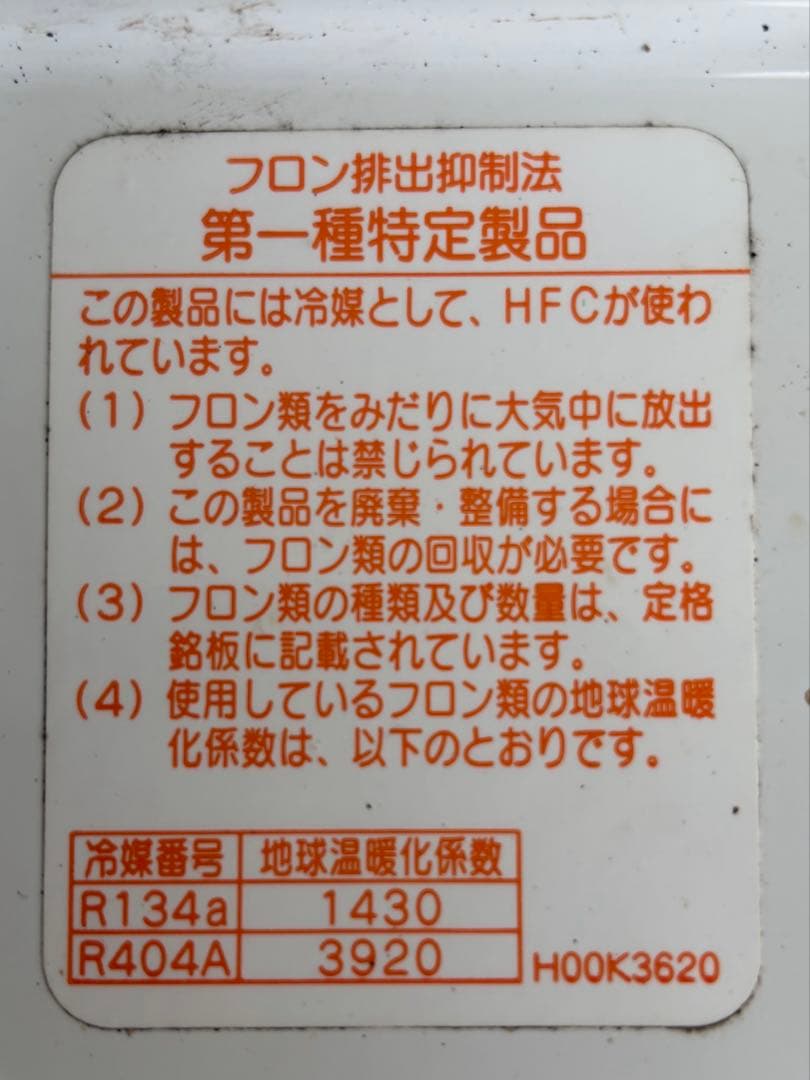 フロン排出抑制法
第一種特定製品
この製品には冷媒として、HFCが使わ
れています。
(1) フロン類をみだりに大気中に放出
することは禁じられています。
(2) この製品を廃棄・整備する場合に
は、フロン類の回収が必要です。
(3) フロン類の種類及び数量は、定格
銘板に記載されています。
(4) 使用しているフロン類の地球温暖
化係数は、以下のとおりです。
冷媒番号 地球温暖化係数
R134a 1430
R404A 3920
H00K3620